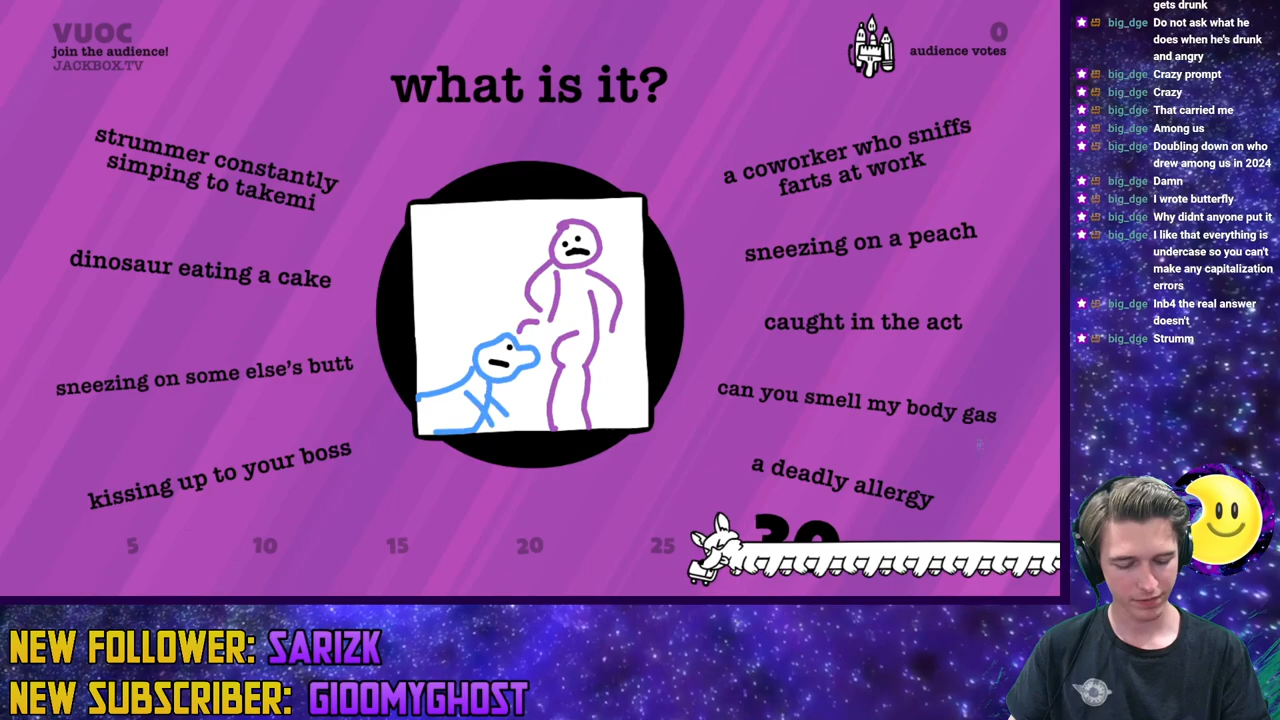 VUOC
join the audience!
JACKBOX.TV
0
audience votes
what is it?
strummer constantly
simping to takemi
dinosaur eating a cake
sneezing on some else's butt
kissing up to your boss
a coworker who sniffs
farts at work
sneezing on a peach
caught in the act
can you smell my body gas
a deadly allergy
5
10
15
20
25
30
gets drunk
big_dge Do not ask what he
does when he's drunk
and angry
big_dge Crazy prompt
big_dge Crazy
big_dge That carried me
big_dge Among us
big_dge Doubling down on who
drew among us in 2024
big_dge Damn
big_dge I wrote butterfly
big_dge Why didnt anyone put it
big_dge I like that everything is
undercase so you can't
make any capitalization
errors
big_dge Inb4 the real answer
doesn't
big_dge Strumm
NEW FOLLOWER: SARIZK
NEW SUBSCRIBER: GIOOMYGHOST